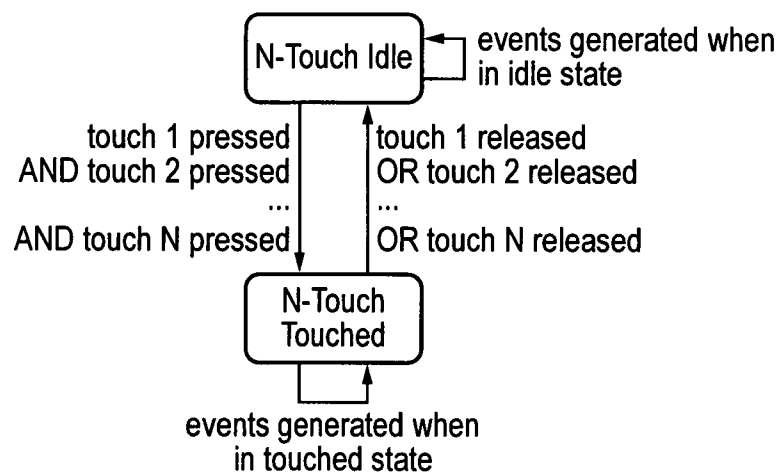 N-Touch Idle
events generated when
in idle state
touch 1 pressed
AND touch 2 pressed
...
AND touch N pressed
touch 1 released
OR touch 2 released
...
OR touch N released
N-Touch
Touched
events generated when
in touched state